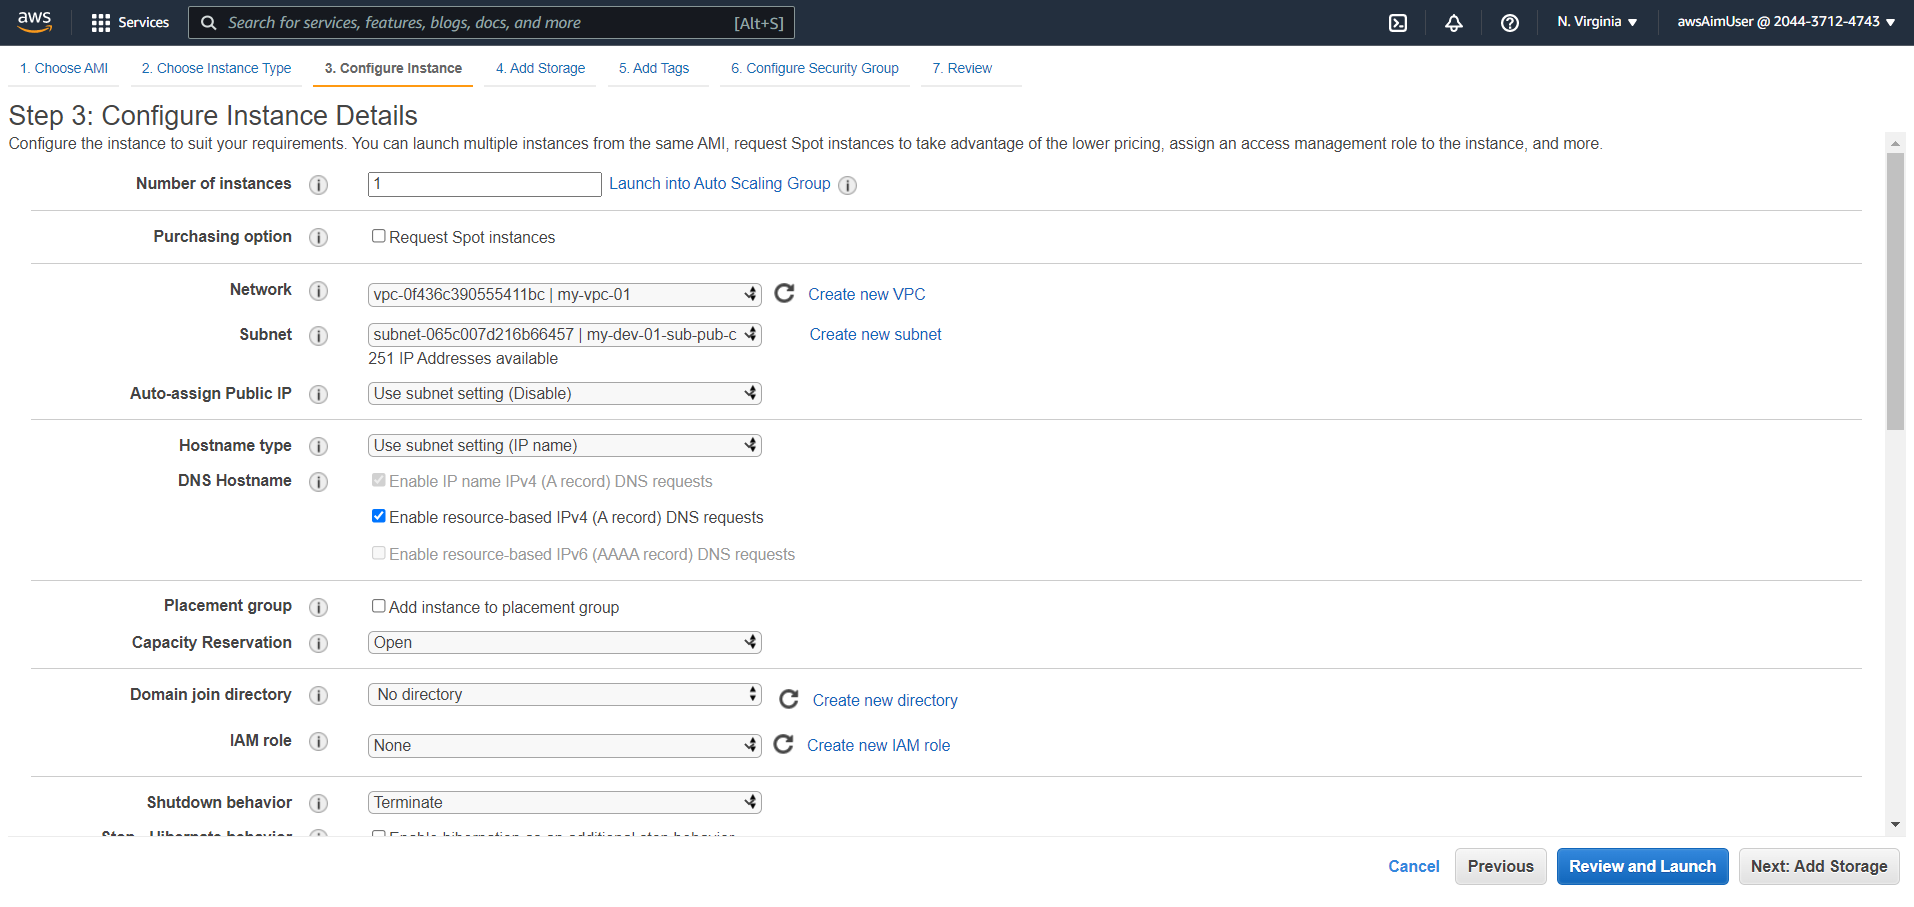 aws
Services
Search for services, features, blogs, docs, and more
[Alt+S]
N. Virginia ▼
awsAimUser @ 2044-3712-4743 ▼
1. Choose AMI
2. Choose Instance Type
3. Configure Instance
4. Add Storage
5. Add Tags
6. Configure Security Group
7. Review
Step 3: Configure Instance Details
Configure the instance to suit your requirements. You can launch multiple instances from the same AMI, request Spot instances to take advantage of the lower pricing, assign an access management role to the instance, and more.
Number of instances
1
Launch into Auto Scaling Group
Purchasing option
Request Spot instances
Network
vpc-0f436c390555411bc | my-vpc-01
Create new VPC
Subnet
subnet-065c007d216b66457 | my-dev-01-sub-pub-c
Create new subnet
251 IP Addresses available
Auto-assign Public IP
Use subnet setting (Disable)
Hostname type
Use subnet setting (IP name)
DNS Hostname
Enable IP name IPv4 (A record) DNS requests
Enable resource-based IPv4 (A record) DNS requests
Enable resource-based IPv6 (AAAA record) DNS requests
Placement group
Add instance to placement group
Capacity Reservation
Open
Domain join directory
No directory
Create new directory
IAM role
None
Create new IAM role
Shutdown behavior
Terminate
Stop - Hibernate behavior
Enable hibernation as an additional stop behavior
Cancel
Previous
Review and Launch
Next: Add Storage